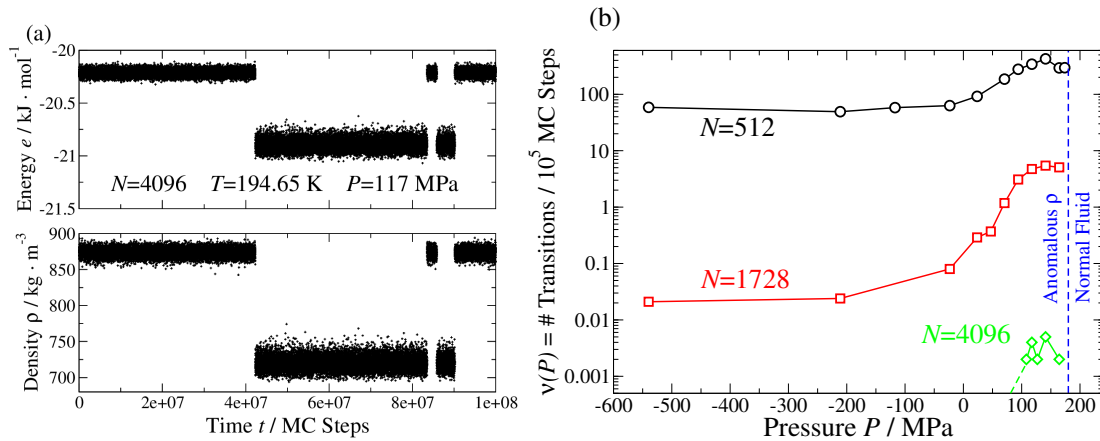 (a)
-20
-20.5
-21
-21.5
Energy e / kJ · mol⁻¹
N=4096 T=194.65 K P=117 MPa
900
850
800
750
700
Density ρ / kg · m⁻³
0 2e+07 4e+07 6e+07 8e+07 1e+08
Time t / MC Steps
(b)
100
10
1
0.1
0.01
0.001
ν(P) = # Transitions / 10⁵ MC Steps
N=512
N=1728
N=4096
Anomalous ρ
Normal Fluid
-600 -500 -400 -300 -200 -100 0 100 200
Pressure P / MPa